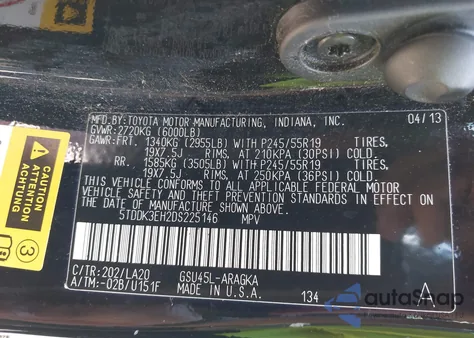 MFD.BY:TOYOTA MOTOR MANUFACTURING, INDIANA, INC. 04/13
GVWR:2720KG (6000LB)
GAWR:FRT. 1340KG (2955LB) WITH P245/55R19 TIRES,
19X7.5J RIMS, AT 210KPA (30PSI) COLD.
RR. 1585KG (3505LB) WITH P245/55R19 TIRES,
19X7.5J RIMS, AT 250KPA (36PSI) COLD.
THIS VEHICLE CONFORMS TO ALL APPLICABLE FEDERAL MOTOR
VEHICLE SAFETY AND THEFT PREVENTION STANDARDS IN EFFECT
ON THE DATE OF MANUFACTURE SHOWN ABOVE.
5TDDK3EH2DS225146 MPV
C/TR:202/LA20 GSU45L-ARAGKA
A/TM:-02B/U151F MADE IN U.S.A. 134 A
CAUTION
ATTENTION
ACHTUNG
3
autoAsap